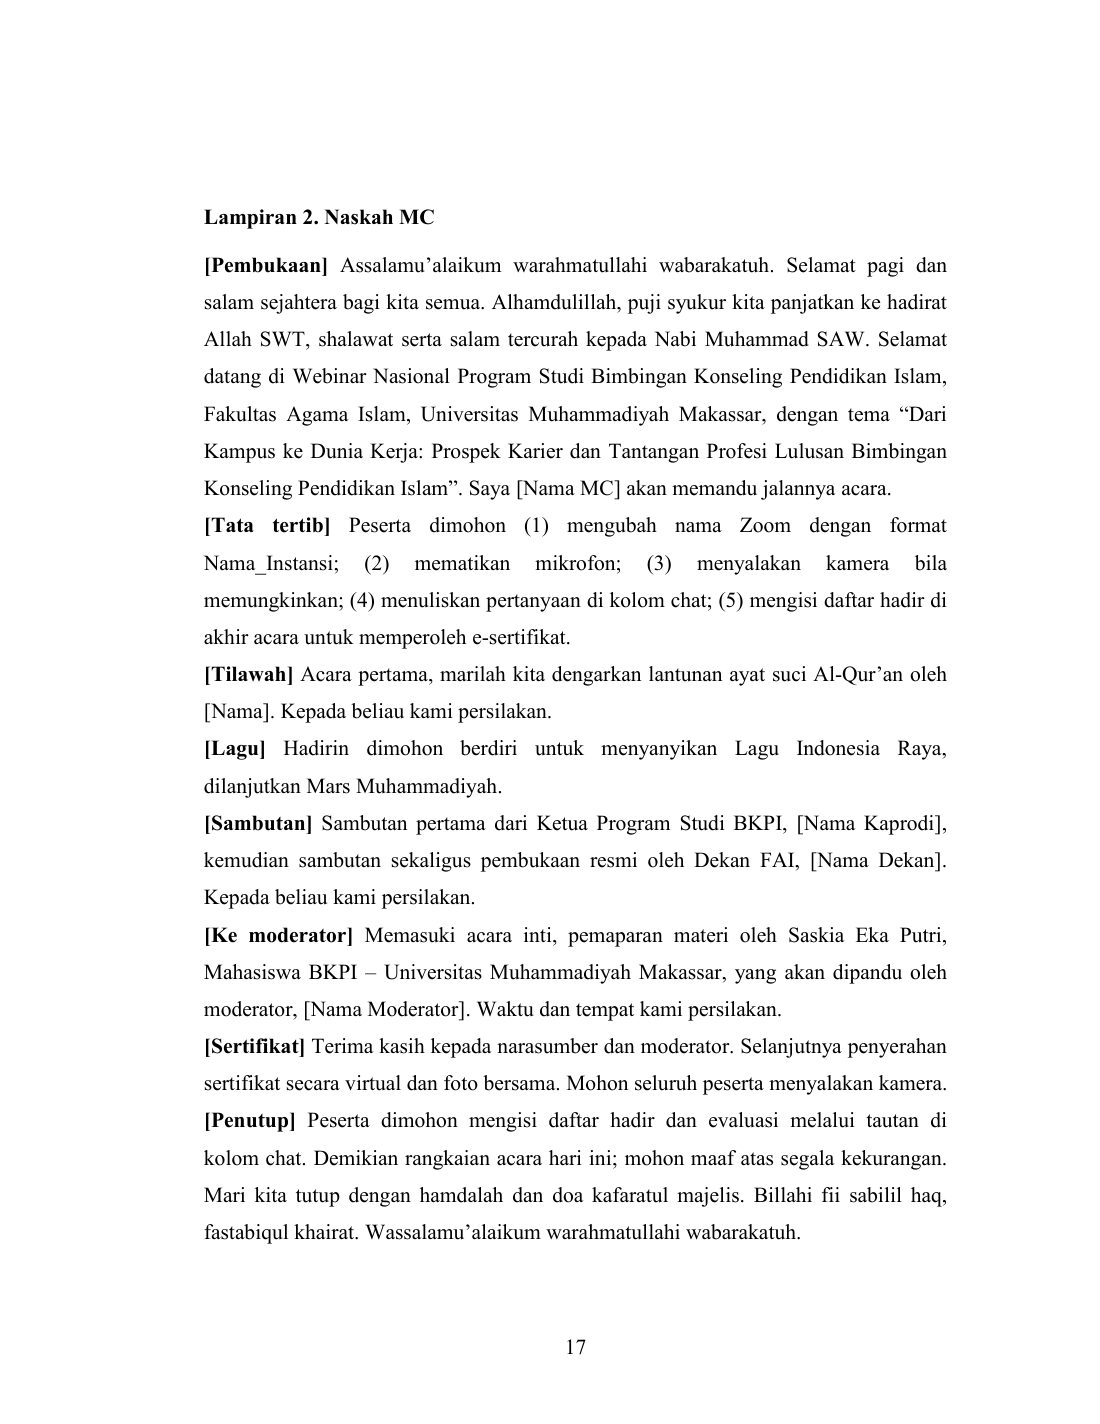 Lampiran 2. Naskah MC
[Pembukaan] Assalamu’alaikum warahmatullahi wabarakatuh. Selamat pagi dan
salam sejahtera bagi kita semua. Alhamdulillah, puji syukur kita panjatkan ke hadirat
Allah SWT, shalawat serta salam tercurah kepada Nabi Muhammad SAW. Selamat
datang di Webinar Nasional Program Studi Bimbingan Konseling Pendidikan Islam,
Fakultas Agama Islam, Universitas Muhammadiyah Makassar, dengan tema “Dari
Kampus ke Dunia Kerja: Prospek Karier dan Tantangan Profesi Lulusan Bimbingan
Konseling Pendidikan Islam”. Saya [Nama MC] akan memandu jalannya acara.
[Tata tertib] Peserta dimohon (1) mengubah nama Zoom dengan format
Nama_Instansi; (2) mematikan mikrofon; (3) menyalakan kamera bila
memungkinkan; (4) menuliskan pertanyaan di kolom chat; (5) mengisi daftar hadir di
akhir acara untuk memperoleh e-sertifikat.
[Tilawah] Acara pertama, marilah kita dengarkan lantunan ayat suci Al-Qur’an oleh
[Nama]. Kepada beliau kami persilakan.
[Lagu] Hadirin dimohon berdiri untuk menyanyikan Lagu Indonesia Raya,
dilanjutkan Mars Muhammadiyah.
[Sambutan] Sambutan pertama dari Ketua Program Studi BKPI, [Nama Kaprodi],
kemudian sambutan sekaligus pembukaan resmi oleh Dekan FAI, [Nama Dekan].
Kepada beliau kami persilakan.
[Ke moderator] Memasuki acara inti, pemaparan materi oleh Saskia Eka Putri,
Mahasiswa BKPI – Universitas Muhammadiyah Makassar, yang akan dipandu oleh
moderator, [Nama Moderator]. Waktu dan tempat kami persilakan.
[Sertifikat] Terima kasih kepada narasumber dan moderator. Selanjutnya penyerahan
sertifikat secara virtual dan foto bersama. Mohon seluruh peserta menyalakan kamera.
[Penutup] Peserta dimohon mengisi daftar hadir dan evaluasi melalui tautan di
kolom chat. Demikian rangkaian acara hari ini; mohon maaf atas segala kekurangan.
Mari kita tutup dengan hamdalah dan doa kafaratul majelis. Billahi fii sabilil haq,
fastabiqul khairat. Wassalamu’alaikum warahmatullahi wabarakatuh.
17